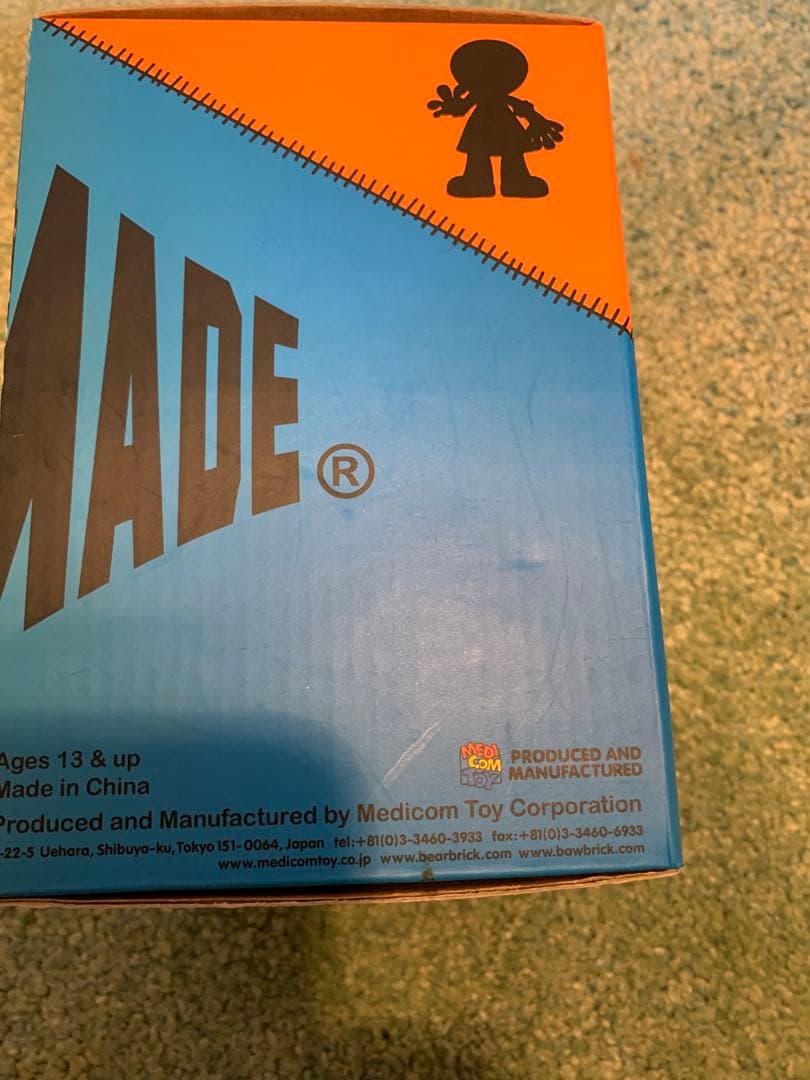 MADE®
Ages 13 & up
Made in China
MEDI COM TOY
PRODUCED AND MANUFACTURED
Produced and Manufactured by Medicom Toy Corporation
-22-5 Uehara, Shibuya-ku, Tokyo 151-0064, Japan tel:+81(0)3-3460-3933 fax:+81(0)3-3460-6933
www.medicomtoy.co.jp www.bearbrick.com www.bawbrick.com